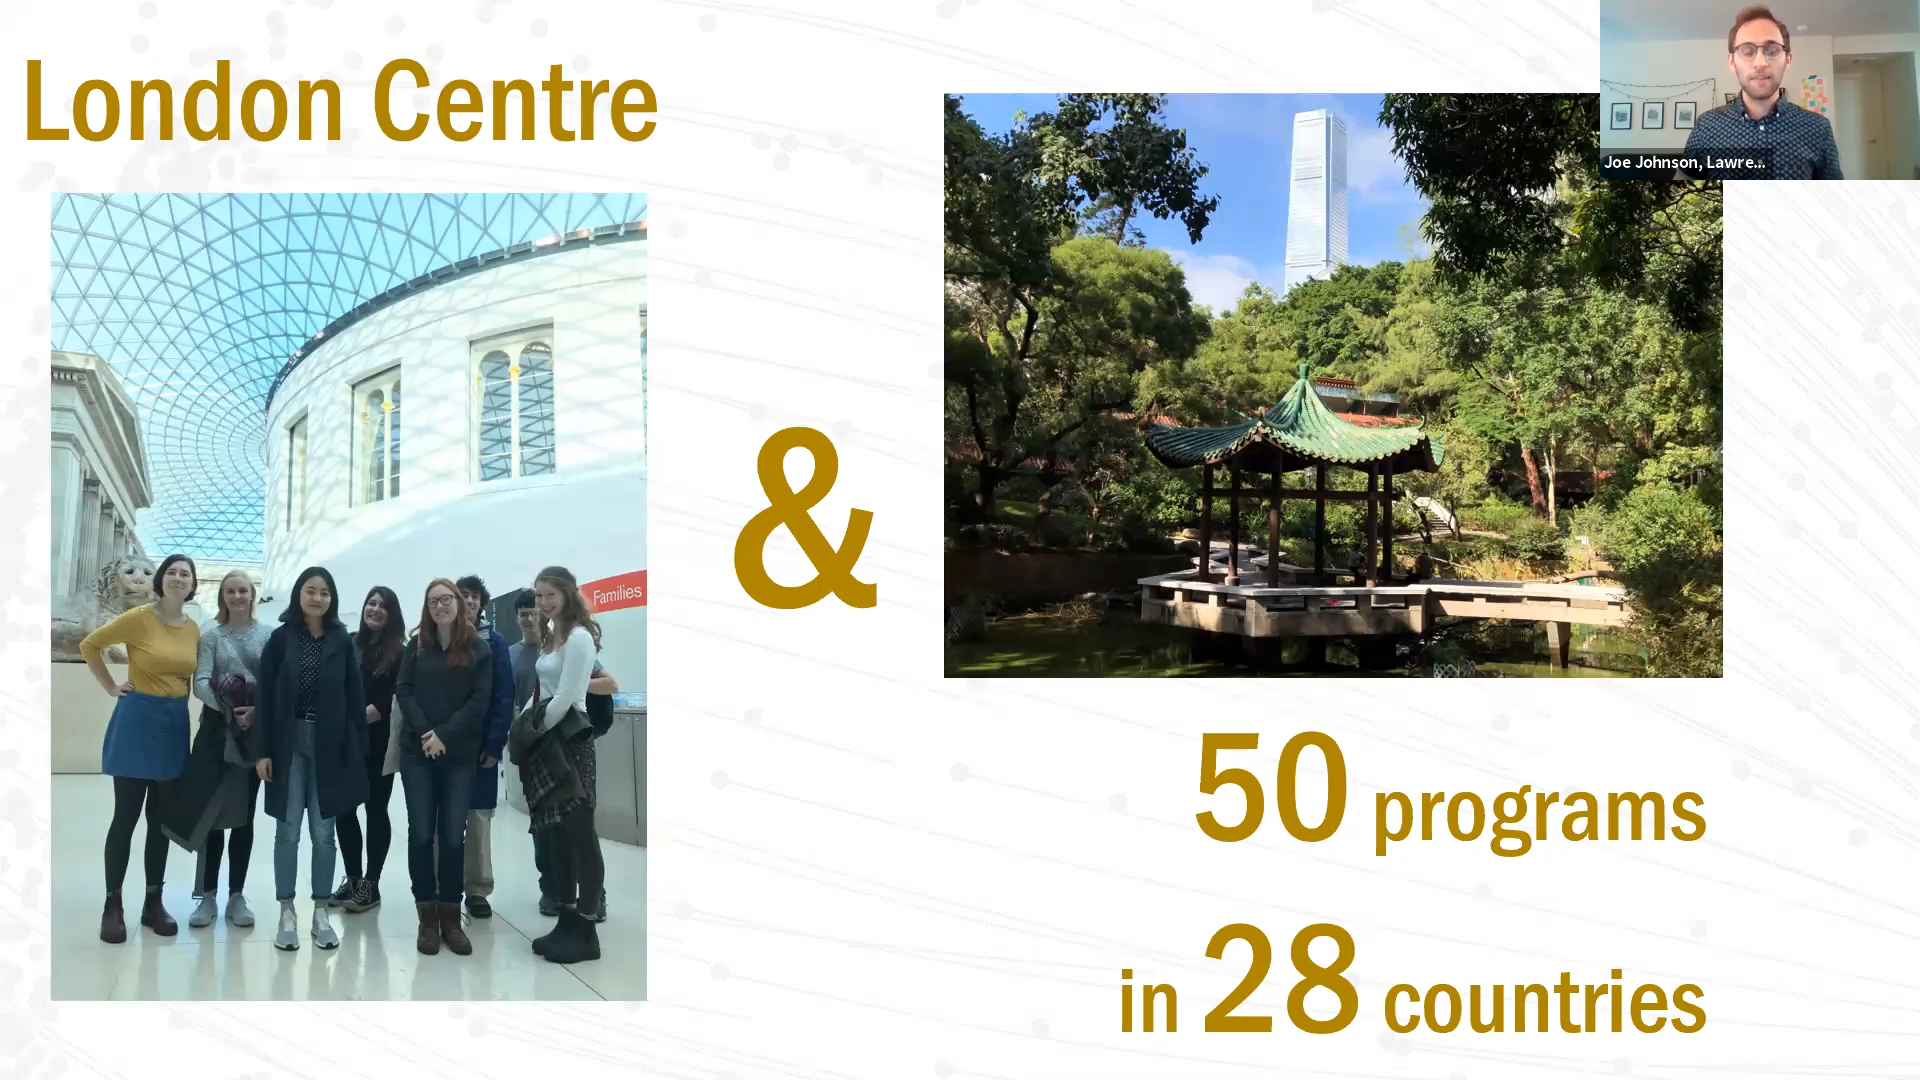 London Centre
Joe Johnson, Lawre...
Families
&
50 programs
in 28 countries